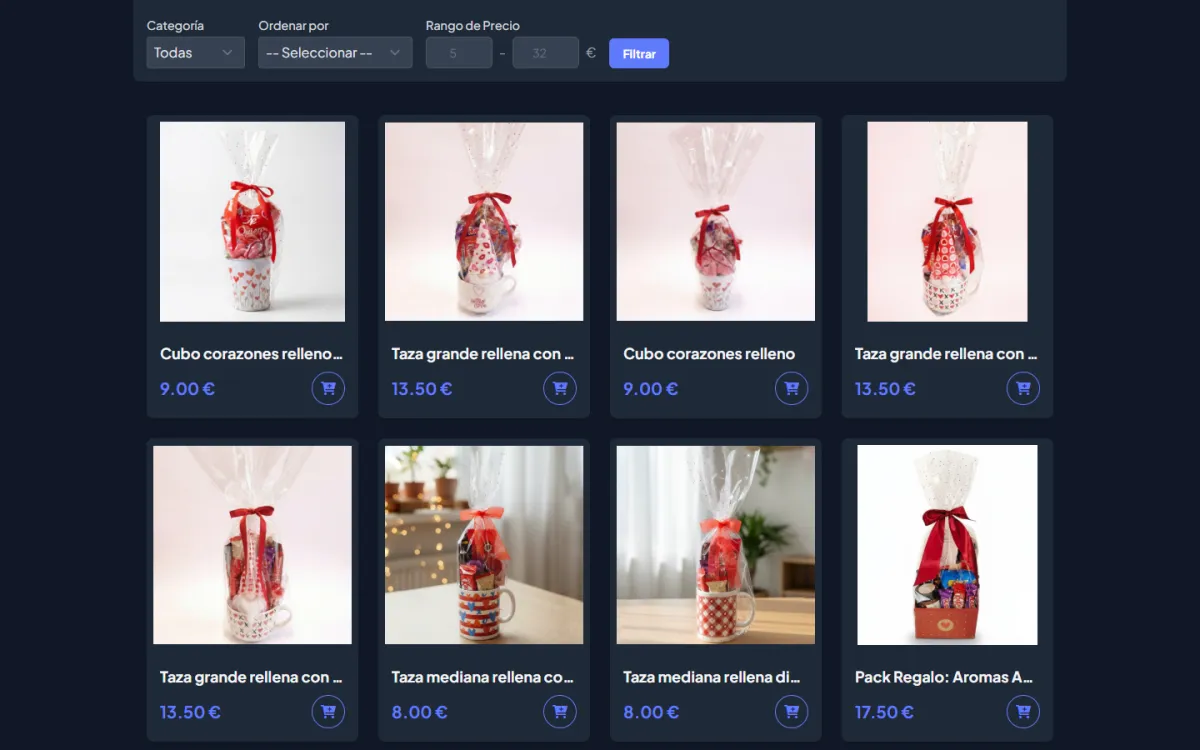 Categoría Ordenar por Rango de Precio
Todas -- Seleccionar -- 5 - 32 € Filtrar
Cubo corazones relleno... Taza grande rellena con ... Cubo corazones relleno Taza grande rellena con ...
9.00 € 13.50 € 9.00 € 13.50 €
Taza grande rellena con ... Taza mediana rellena co... Taza mediana rellena di... Pack Regalo: Aromas A...
13.50 € 8.00 € 8.00 € 17.50 €